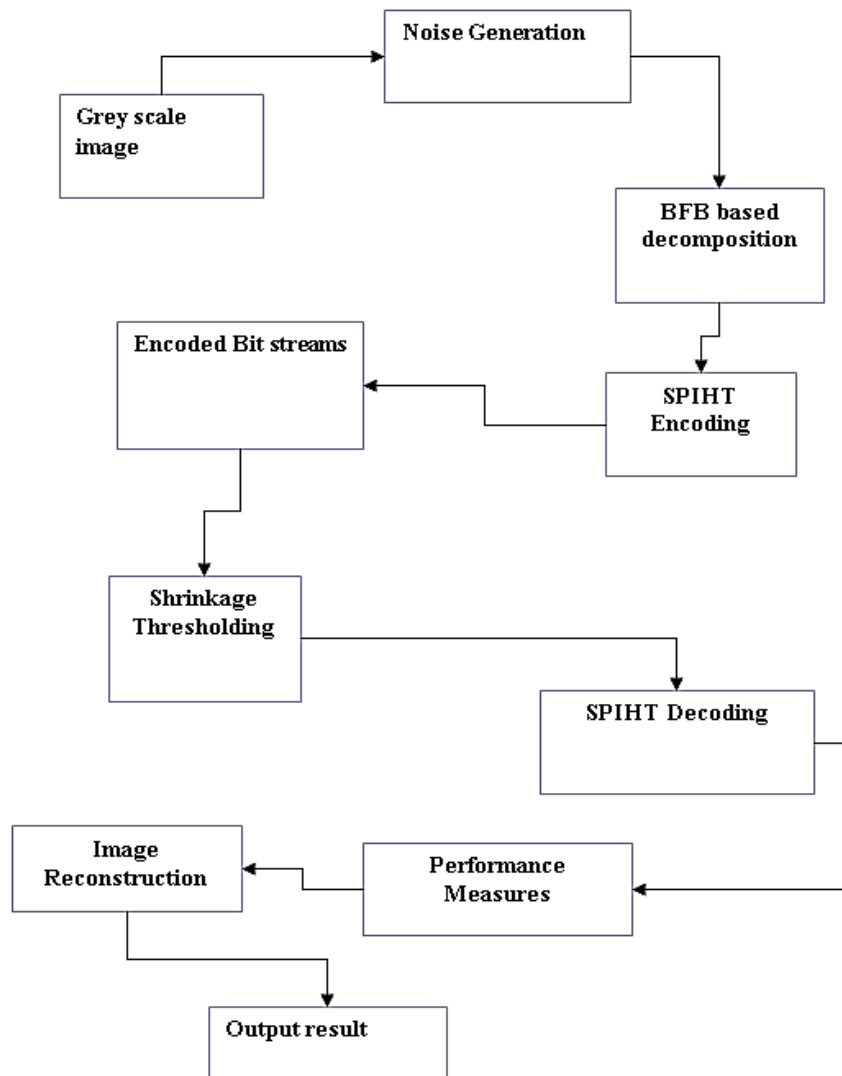 Noise Generation
Grey scale
image
BFB based
decomposition
Encoded Bit streams
SPIHT
Encoding
Shrinkage
Thresholding
SPIHT Decoding
Image
Reconstruction
Performance
Measures
Output result